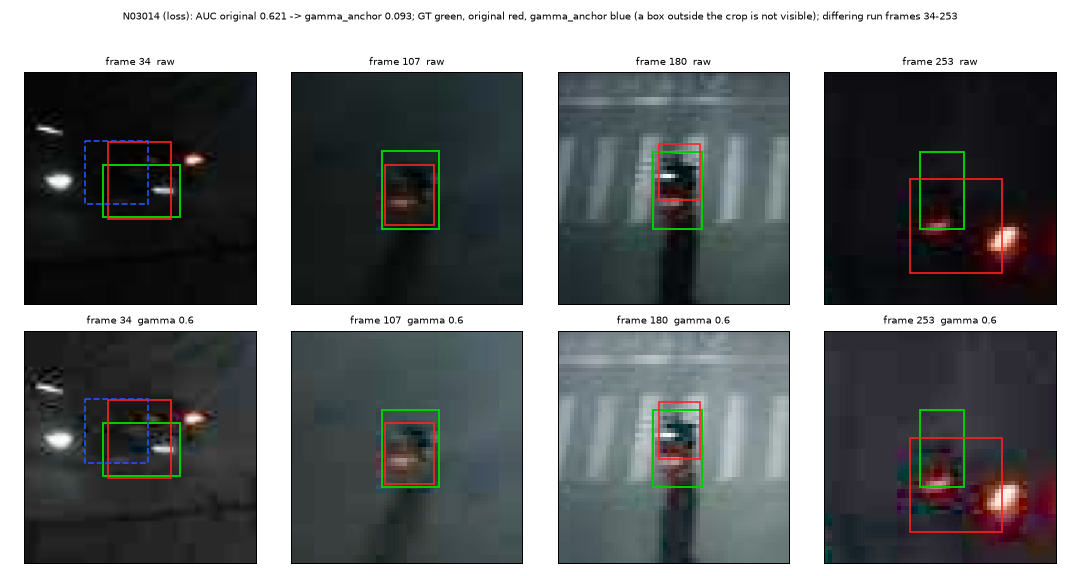 N03014 (loss): AUC original 0.621 -> gamma_anchor 0.093; GT green, original red, gamma_anchor blue (a box outside the crop is not visible); differing run frames 34-253
frame 34 raw
frame 107 raw
frame 180 raw
frame 253 raw
frame 34 gamma 0.6
frame 107 gamma 0.6
frame 180 gamma 0.6
frame 253 gamma 0.6